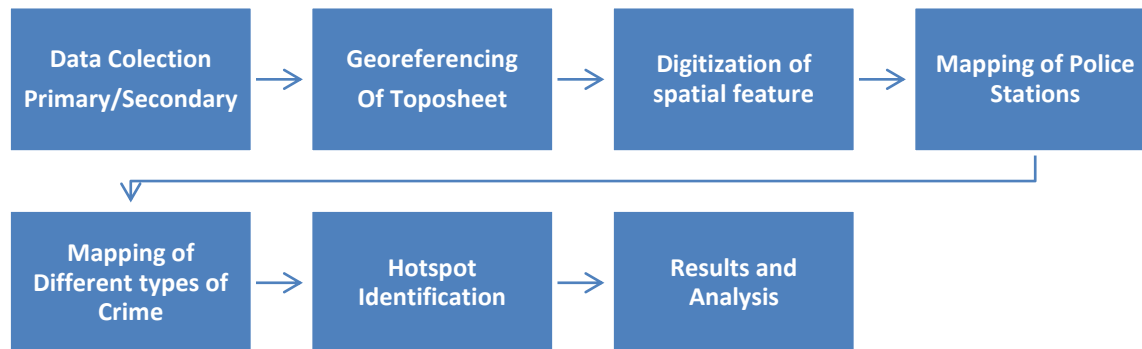 Data Colection
Primary/Secondary
Georeferencing
Of Toposheet
Digitization of
spatial feature
Mapping of Police
Stations
Mapping of
Different types of
Crime
Hotspot
Identification
Results and
Analysis